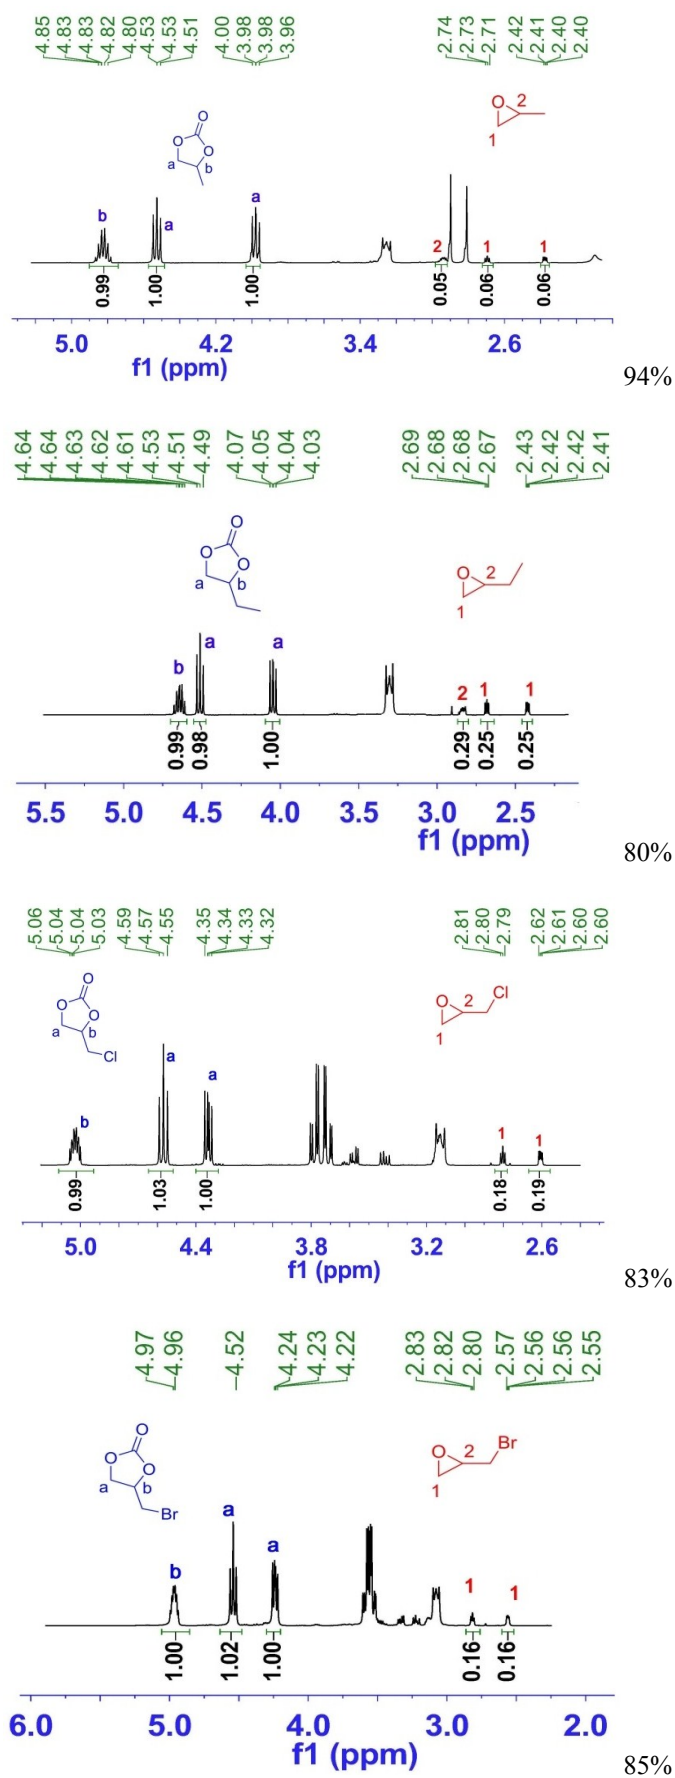 4.85 4.83 4.83 4.82 4.80 4.53 4.53 4.51 4.00 3.98 3.98 3.96 2.74 2.73 2.71 2.42 2.41 2.40 2.40
O
O
O
a b
O 2
1
b a a 2 1 1
0.99 1.00 1.00 0.05 0.06 0.06
5.0 4.2 3.4 2.6
f1 (ppm)
94%
4.64 4.64 4.63 4.62 4.61 4.53 4.51 4.49 4.07 4.05 4.04 4.03 2.69 2.68 2.68 2.67 2.43 2.42 2.42 2.41
O
O
O
a b
O 2
1
b a a 2 1 1
0.99 0.98 1.00 0.29 0.25 0.25
5.5 5.0 4.5 4.0 3.5 3.0 2.5
f1 (ppm)
80%
5.06 5.04 5.04 5.03 4.59 4.57 4.55 4.35 4.34 4.33 4.32 2.81 2.80 2.79 2.62 2.61 2.60 2.60
O
O
O
a b
Cl
O 2 Cl
1
b a a 1 1
0.99 1.03 1.00 0.18 0.19
5.0 4.4 3.8 3.2 2.6
f1 (ppm)
83%
4.97 4.96 4.52 4.24 4.23 4.22 2.83 2.82 2.80 2.57 2.56 2.56 2.55
O
O
O
a b
Br
O 2 Br
1
b a a 1 1
1.00 1.02 1.00 0.16 0.16
6.0 5.0 4.0 3.0 2.0
f1 (ppm)
85%